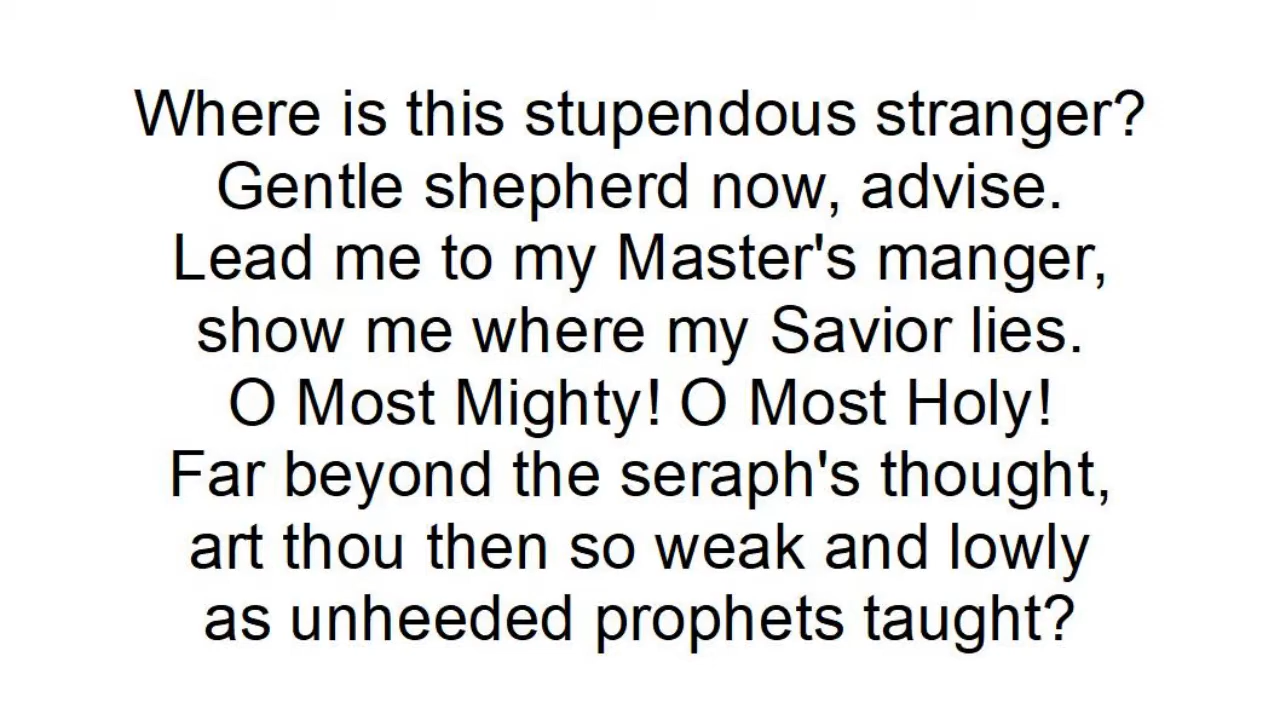 Where is this stupendous stranger?
Gentle shepherd now, advise.
Lead me to my Master's manger,
show me where my Savior lies.
O Most Mighty! O Most Holy!
Far beyond the seraph's thought,
art thou then so weak and lowly
as unheeded prophets taught?